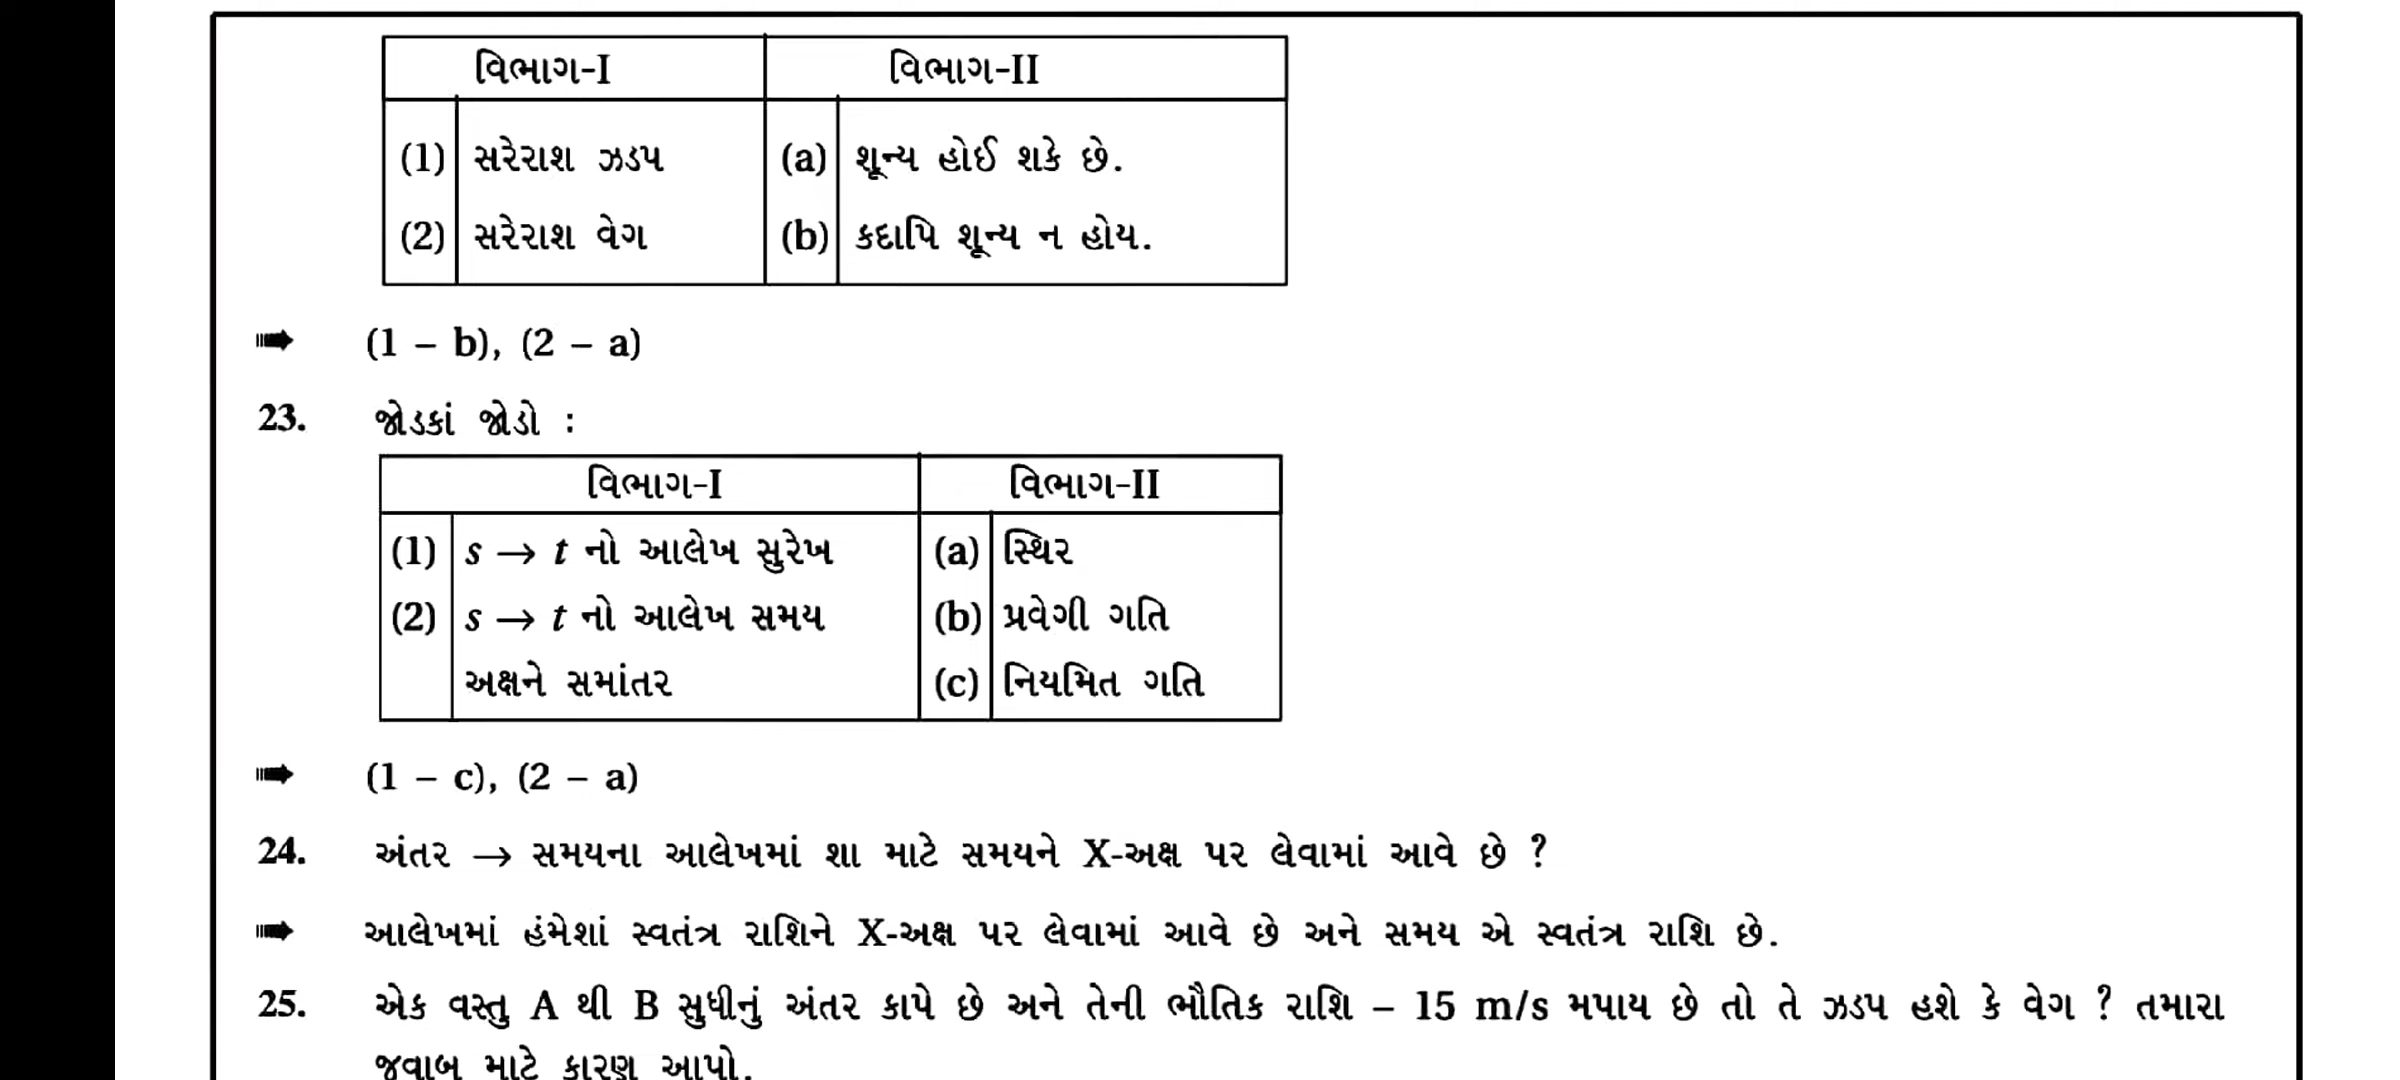 વિભાગ-I વિભાગ-II
(1) સરેરાશ ઝડપ (a) શૂન્ય હોઈ શકે છે.
(2) સરેરાશ વેગ (b) કદાપિ શૂન્ય ન હોય.
(1 – b), (2 – a)
23. જોડકાં જોડો :
વિભાગ-I વિભાગ-II
(1) s → t નો આલેખ સુરેખ (a) સ્થિર
(2) s → t નો આલેખ સમય (b) પ્રવેગી ગતિ
અક્ષને સમાંતર (c) નિયમિત ગતિ
(1 – c), (2 – a)
24. અંતર → સમયના આલેખમાં શા માટે સમયને X-અક્ષ પર લેવામાં આવે છે ?
આલેખમાં હંમેશાં સ્વતંત્ર રાશિને X-અક્ષ પર લેવામાં આવે છે અને સમય એ સ્વતંત્ર રાશિ છે.
25. એક વસ્તુ A થી B સુધીનું અંતર કાપે છે અને તેની ભૌતિક રાશિ – 15 m/s મપાય છે તો તે ઝડપ હશે કે વેગ ? તમારા
જવાબ માટે કારણ આપો.